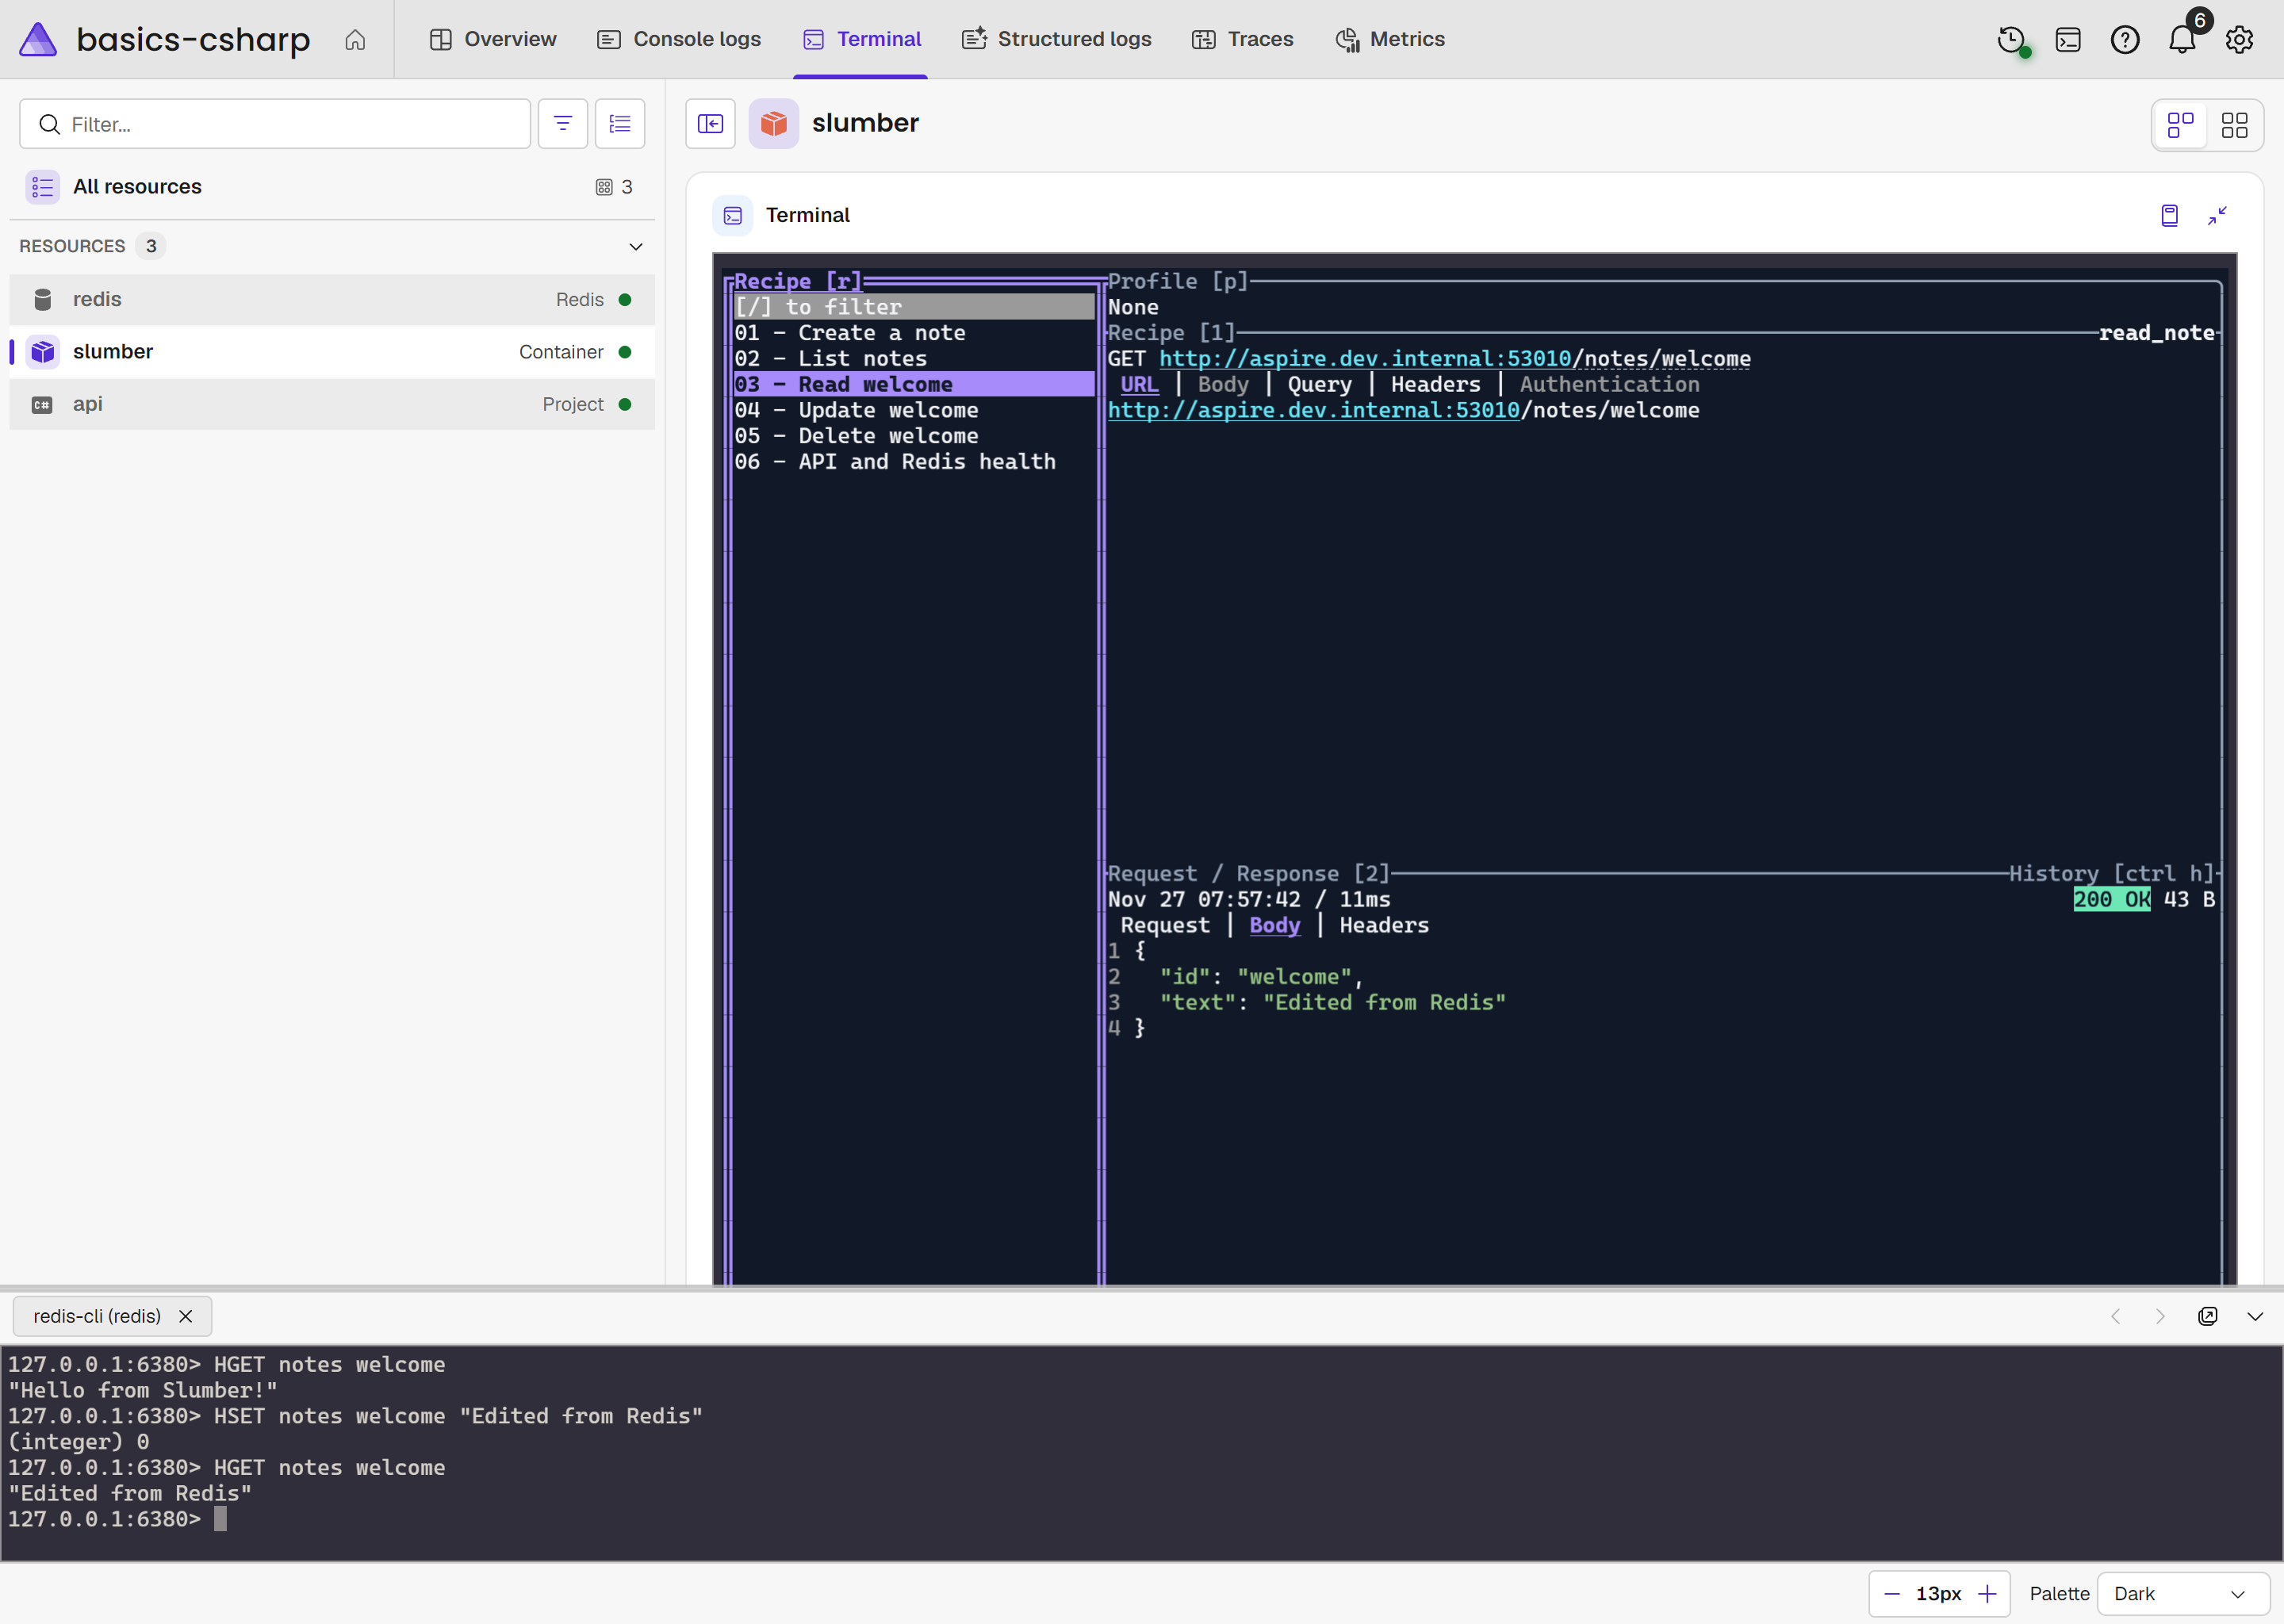 basics-csharp
Overview
Console logs
Terminal
Structured logs
Traces
Metrics
6
Filter...
All resources
3
RESOURCES 3
redis Redis
slumber Container
C# api Project
slumber
Terminal
Recipe [r]
[/] to filter
01 – Create a note
02 – List notes
03 – Read welcome
04 – Update welcome
05 – Delete welcome
06 – API and Redis health
Profile [p]
None
Recipe [1] read_note
GET http://aspire.dev.internal:53010/notes/welcome
URL | Body | Query | Headers | Authentication
http://aspire.dev.internal:53010/notes/welcome
Request / Response [2] History [ctrl h]
Nov 27 07:57:42 / 11ms 200 OK 43 B
Request | Body | Headers
1 {
2 "id": "welcome",
3 "text": "Edited from Redis"
4 }
redis-cli (redis)
127.0.0.1:6380> HGET notes welcome
"Hello from Slumber!"
127.0.0.1:6380> HSET notes welcome "Edited from Redis"
(integer) 0
127.0.0.1:6380> HGET notes welcome
"Edited from Redis"
127.0.0.1:6380>
13px
Palette
Dark